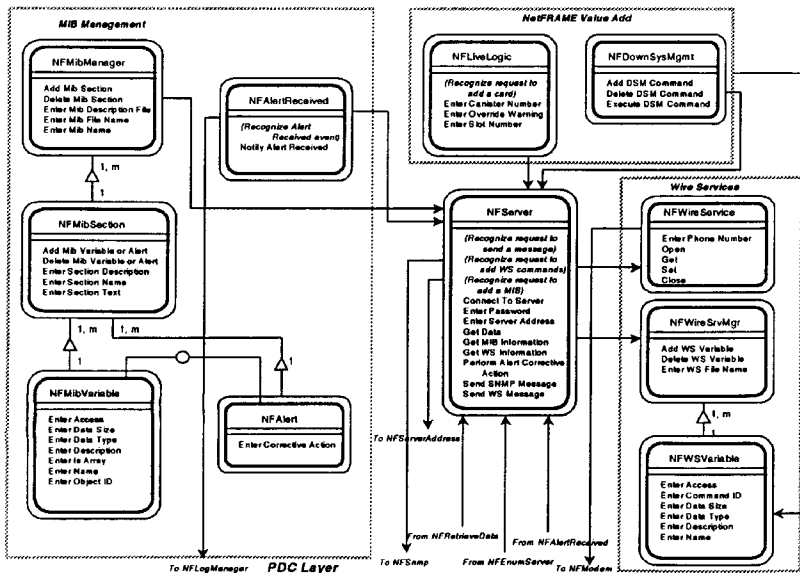 MIB Management
NFMibManager
Add Mib Section
Delete Mib Section
Enter Mib Description File
Enter Mib File Name
Enter Mib Name
NFAlertReceived
(Recognize Alert
Received event)
Notify Alert Received
1, m
1
NFMibSection
Add Mib Variable or Alert
Delete Mib Variable or Alert
Enter Section Description
Enter Section Name
Enter Section Text
1, m
1, m
1
1
NFMibVariable
Enter Access
Enter Data Size
Enter Data Type
Enter Description
Enter Is Array
Enter Name
Enter Object ID
NFAlert
Enter Corrective Action
To NFLogManager
PDC Layer
NetFRAME Value Add
NFLiveLogic
(Recognize request to
add a card)
Enter Canister Number
Enter Override Warning
Enter Slot Number
NFDownSysMgmt
Add DSM Command
Delete DSM Command
Execute DSM Command
NFServer
(Recognize request to
send a message)
(Recognize request to
add WS commands)
(Recognize request to
add a MIB)
Connect To Server
Enter Password
Enter Server Address
Get Data
Get MIB Information
Get WS Information
Perform Alert Corrective
Action
Send SNMP Message
Send WS Message
To NFServerAddress
From NFRetrieveData
From NFAlertReceived
To NFSnmp
From NFEnumServer
To NFModem
Wire Services
NFWireService
Enter Phone Number
Open
Get
Set
Close
NFWireSrvMgr
Add WS Variable
Delete WS Variable
Enter WS File Name
1, m
1
NFWSVariable
Enter Access
Enter Command ID
Enter Data Size
Enter Data Type
Enter Description
Enter Name